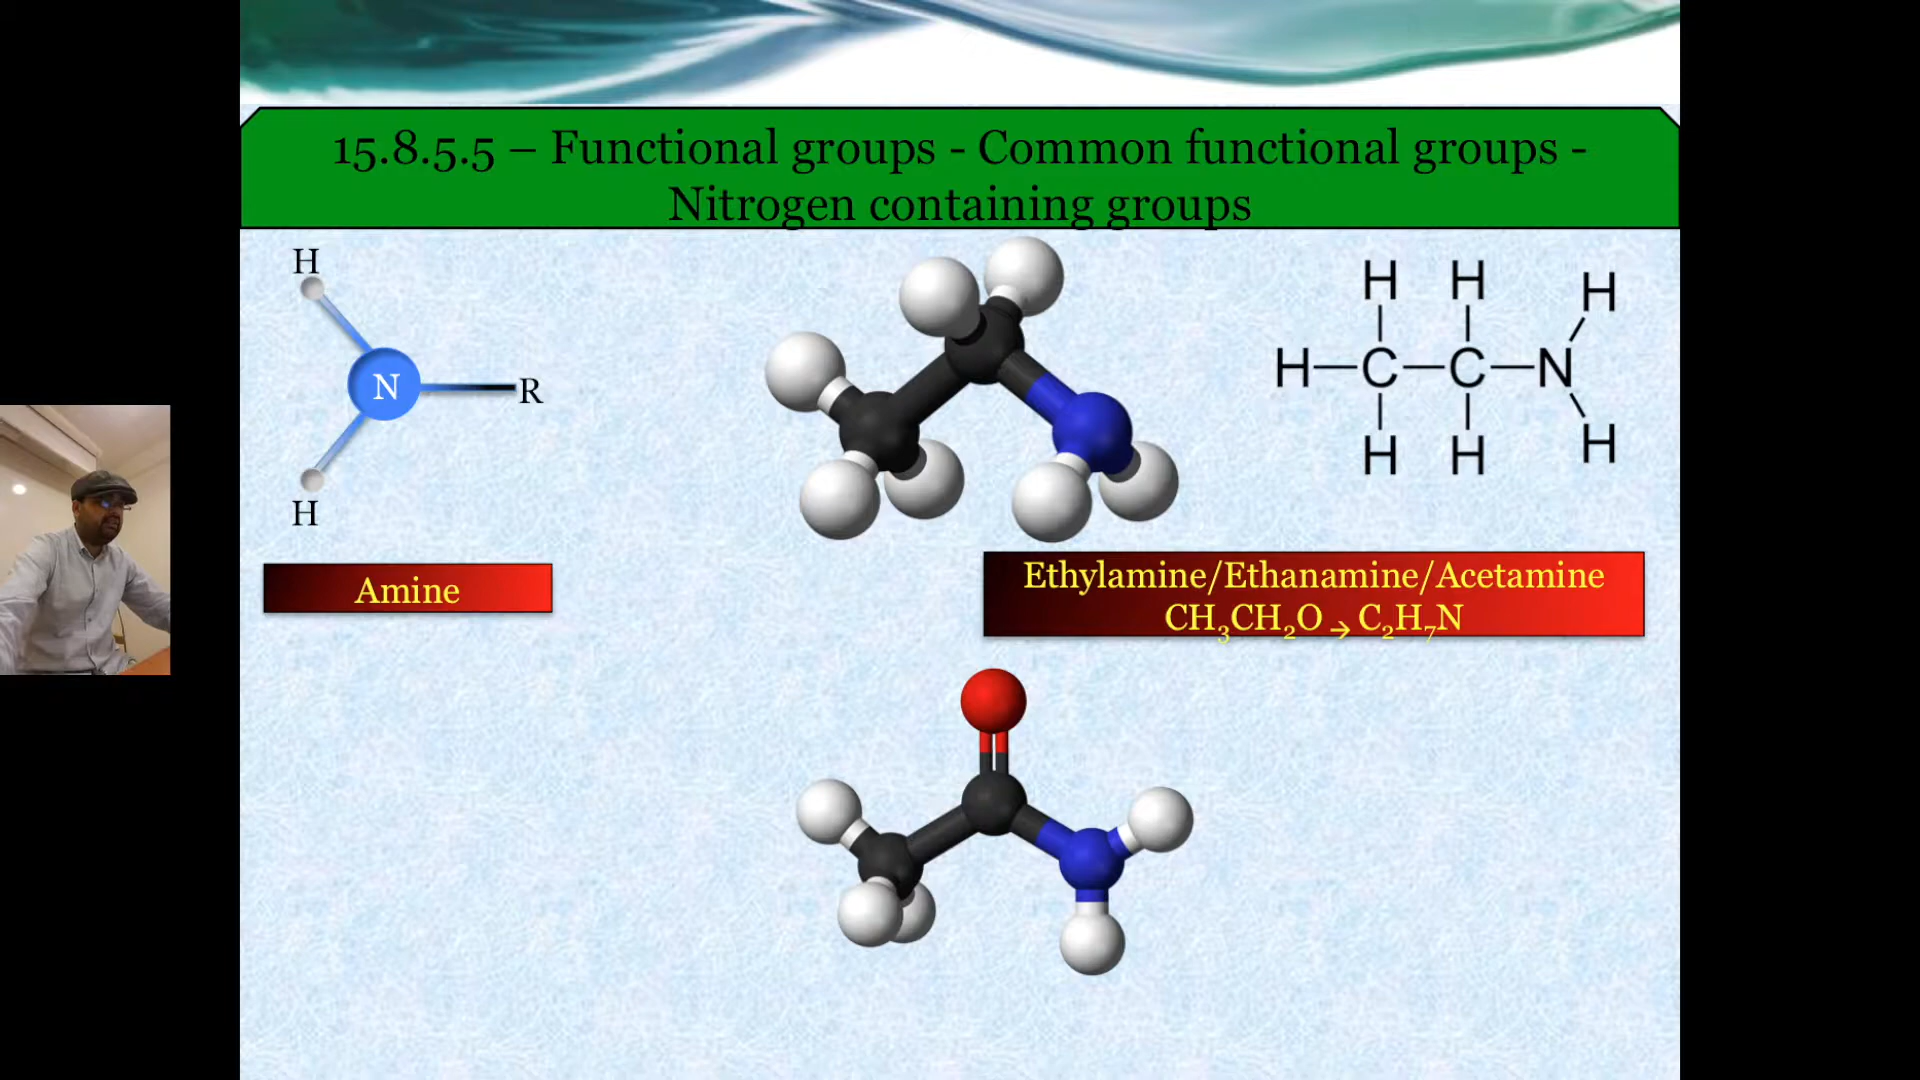 15.8.5.5 – Functional groups - Common functional groups -
Nitrogen containing groups
H
N
R
H
Amine
H H H
H—C—C—N
H H H
Ethylamine/Ethanamine/Acetamine
CH₃CH₂O → C₂H₇N